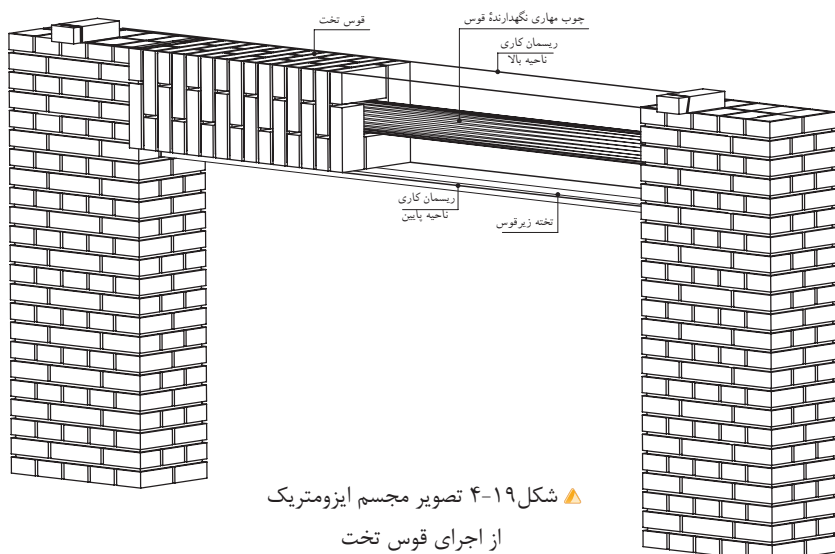 قوس تخت
چوب مهاری نگهدارندهٔ قوس
ریسمان کاری
ناحیه بالا
ریسمان کاری
ناحیه پایین
تخته زیرقوس
شکل۱۹-۴ تصویر مجسم ایزومتریک
از اجرای قوس تخت